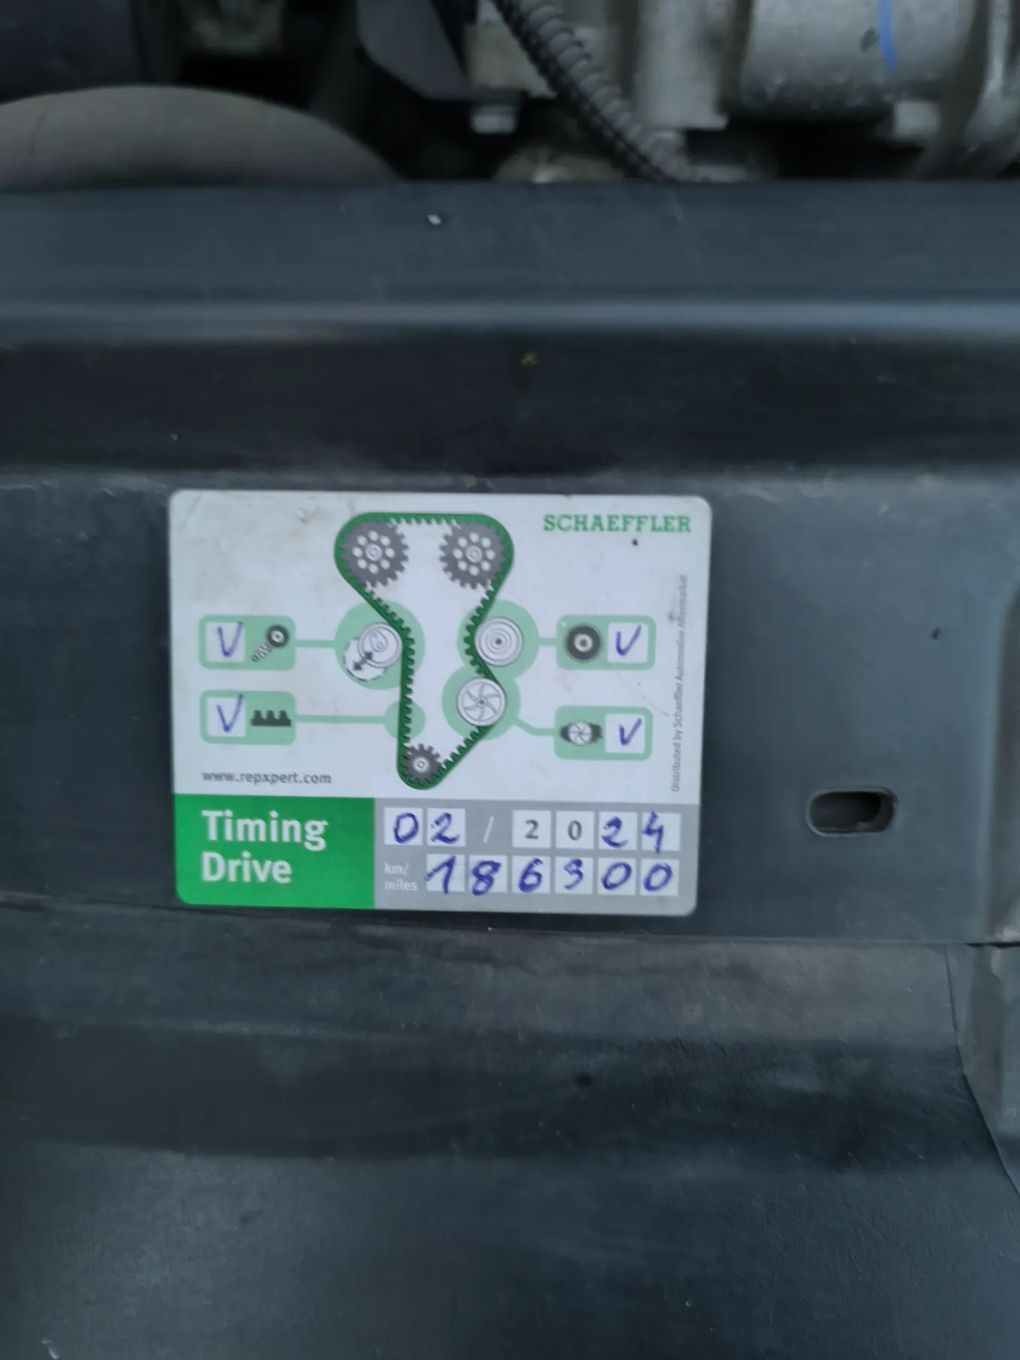 SCHAEFFLER
V
V
V
V
Distributed by Schaeffler Automotive Aftermarket
www.repxpert.com
Timing
Drive
02 / 2024
km/
miles
186300